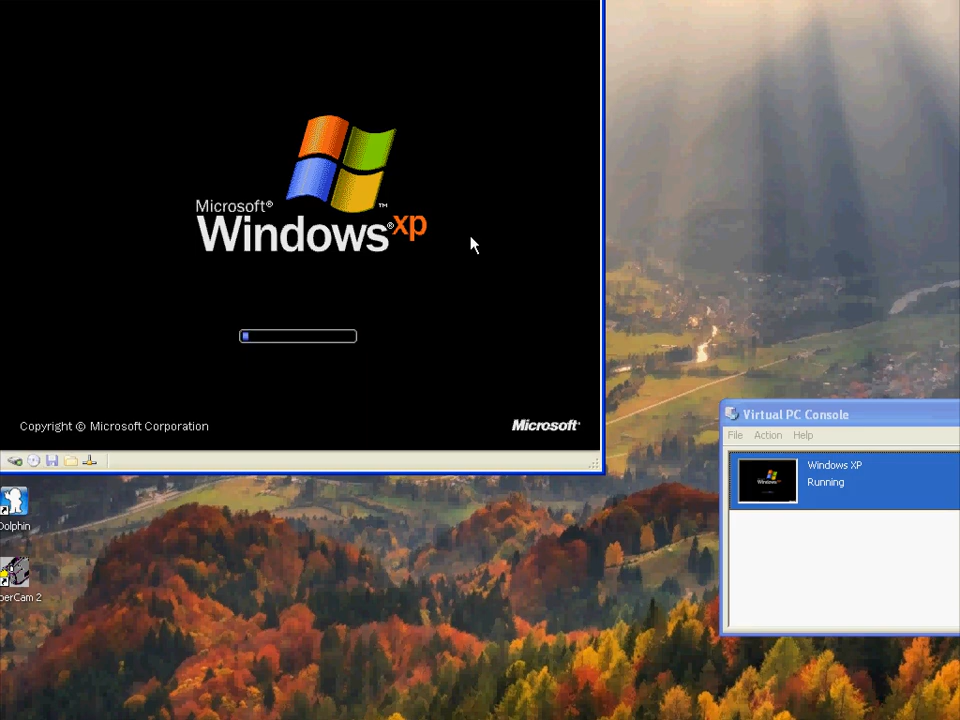 Microsoft®
Windows® xp ™
Copyright © Microsoft Corporation
Microsoft®
Virtual PC Console
File Action Help
Windows XP
Running
Dolphin
perCam 2